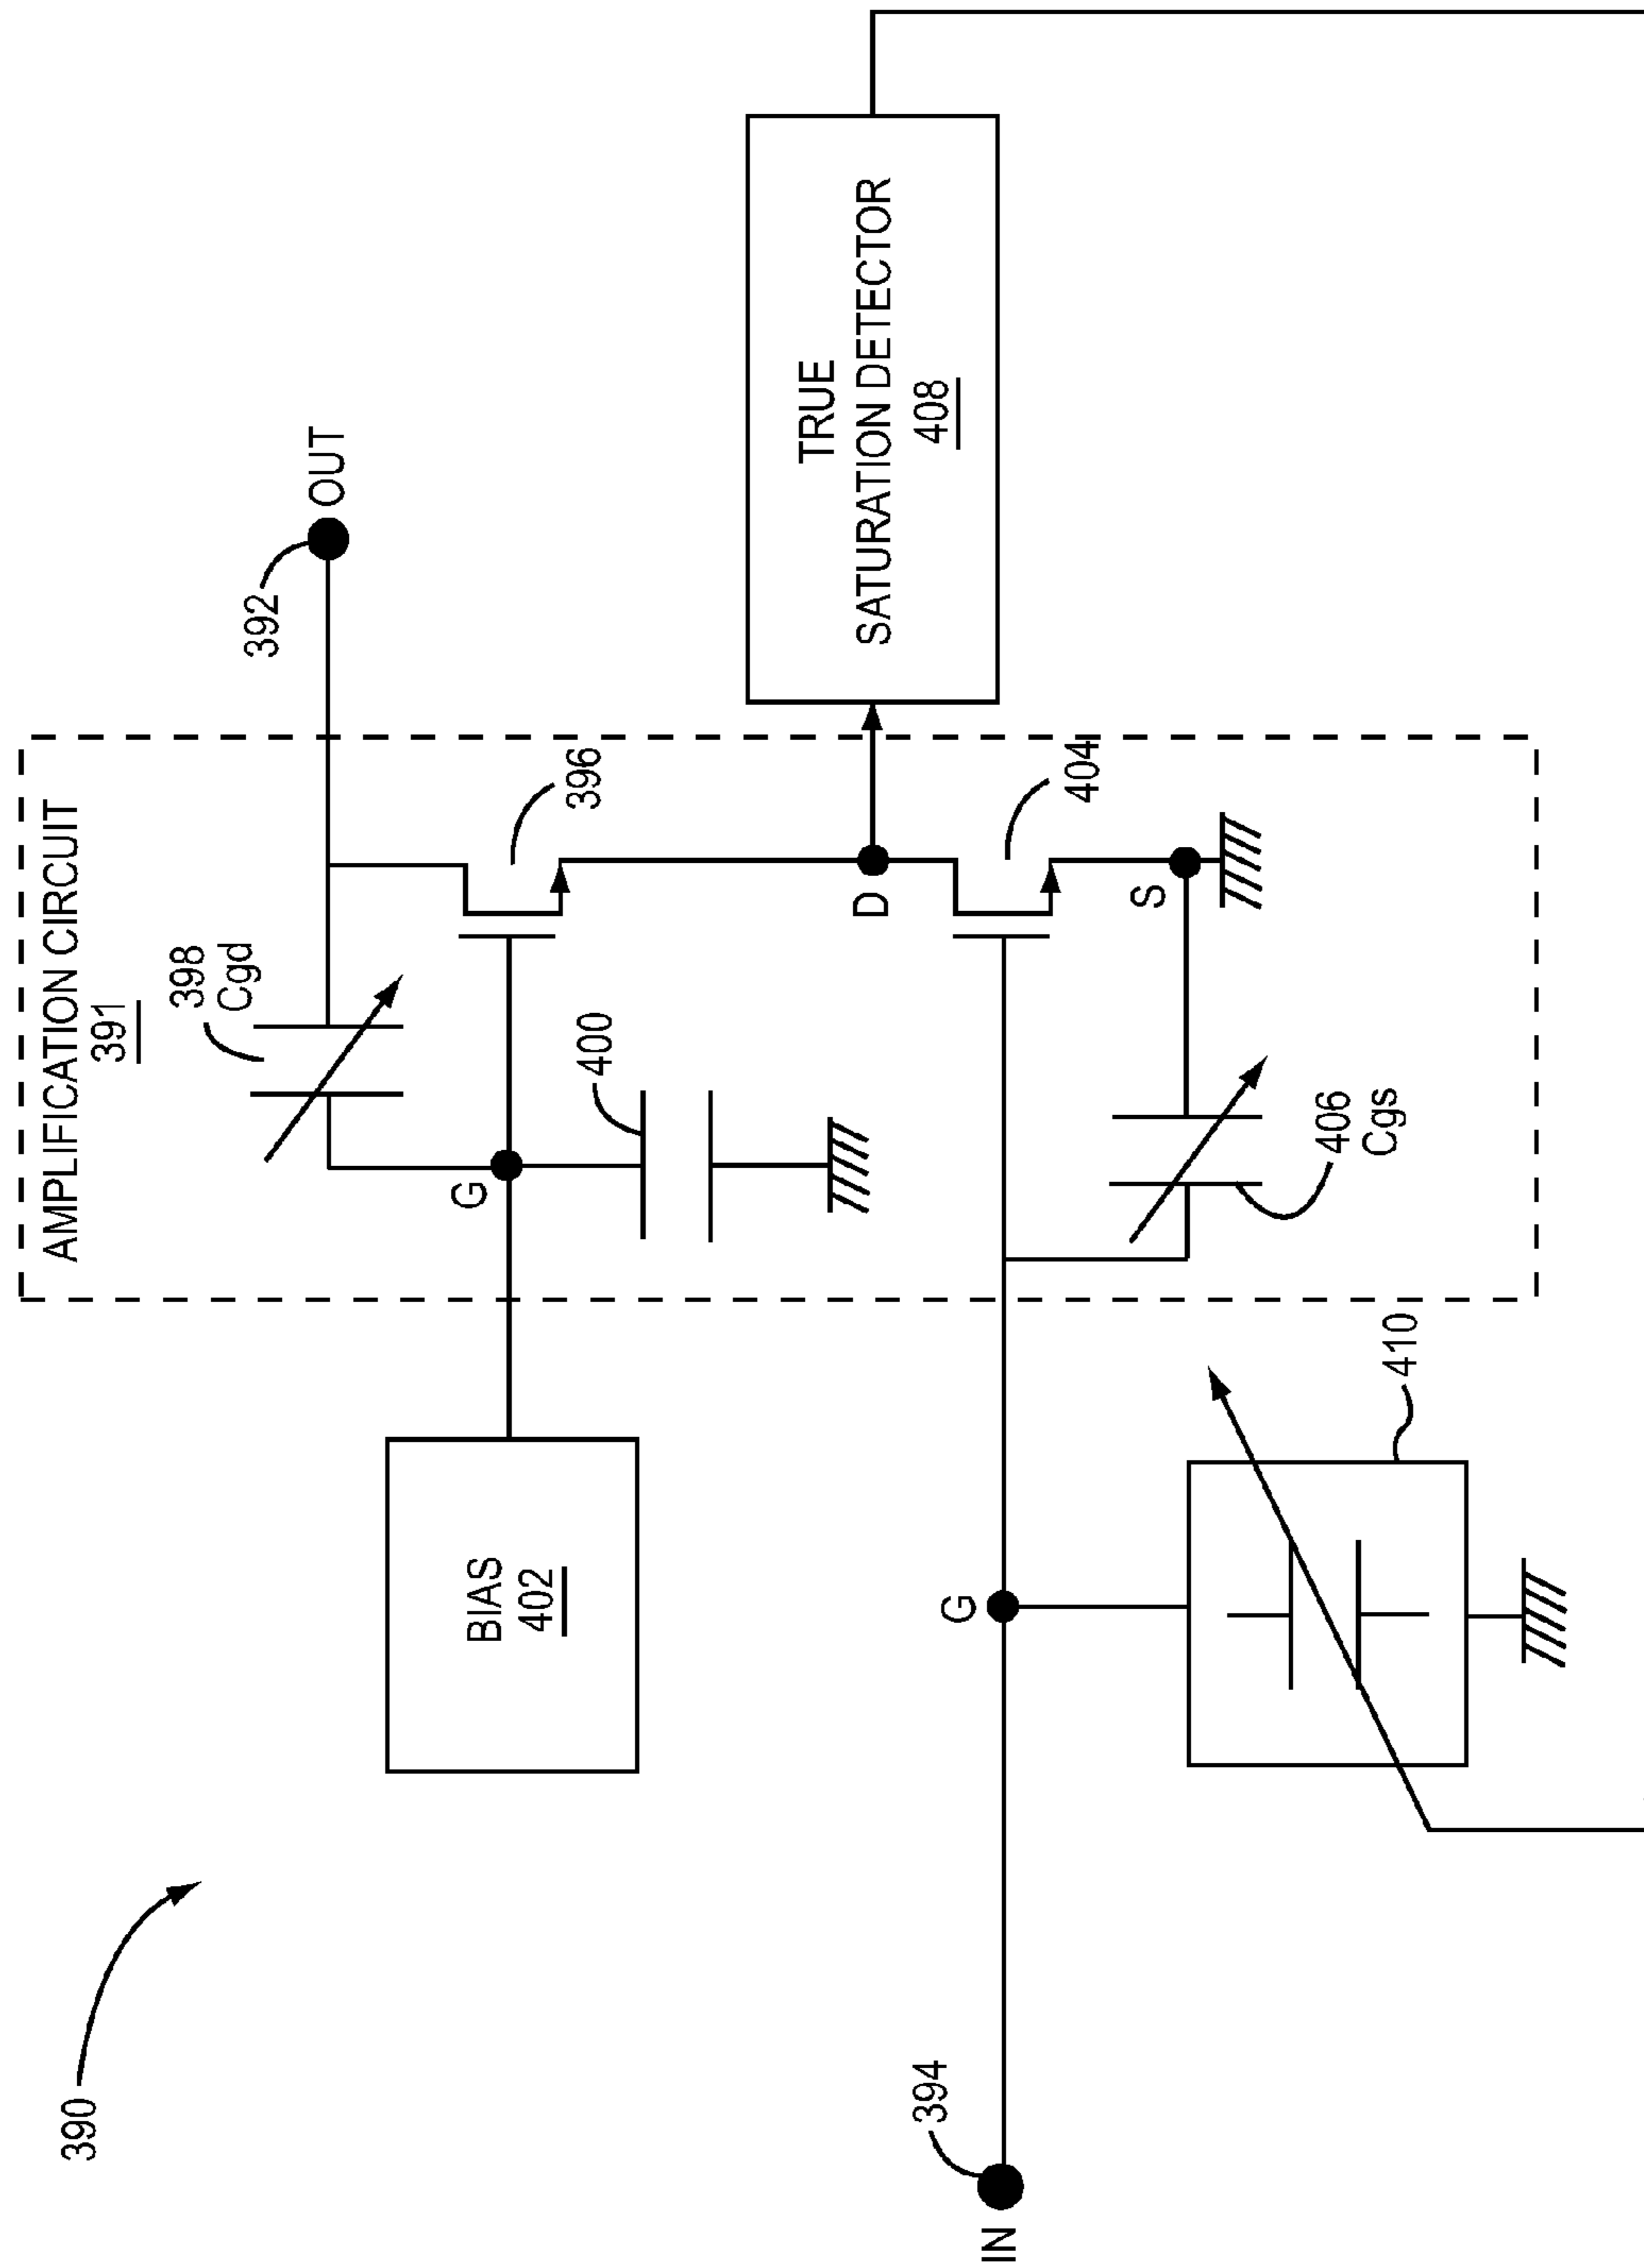 390
AMPLIFICATION CIRCUIT
391
398
Cgd
392
OUT
BIAS
402
G
400
396
TRUE
SATURATION DETECTOR
408
D
IN
394
G
404
S
406
Cgs
410